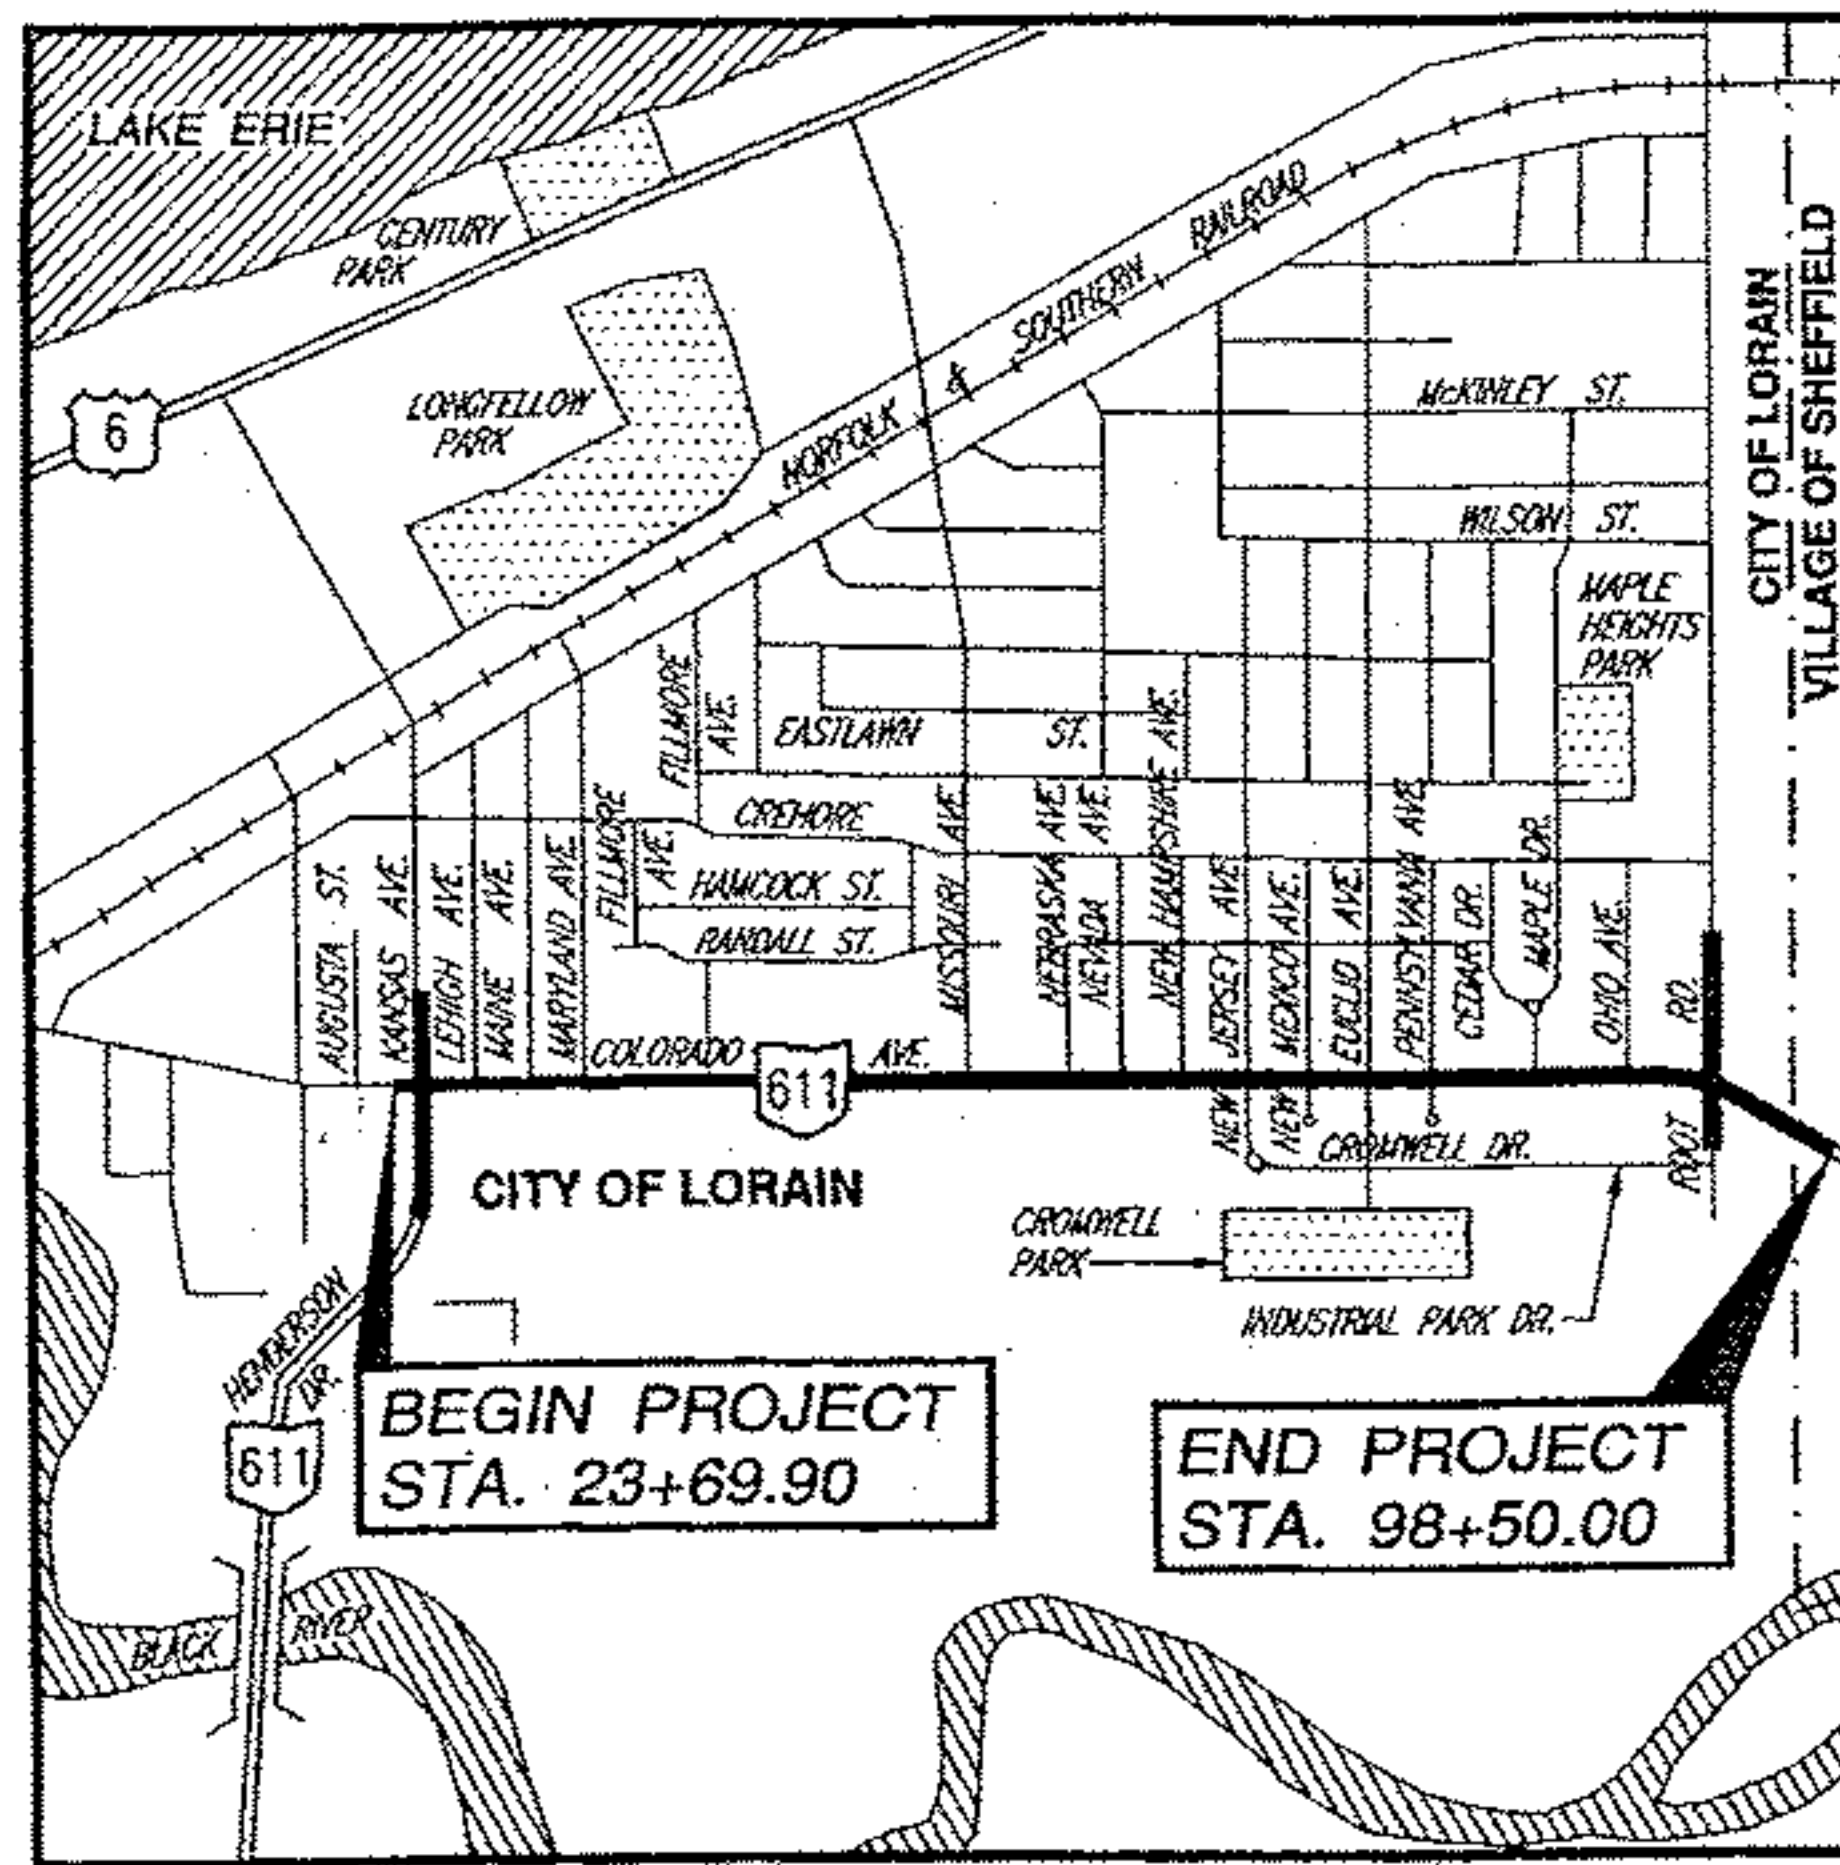 LAKE ERIE
CENTURY
PARK
6
LONGFELLOW
PARK
NORFOLK & SOUTHERN RAILROAD
McKINLEY ST.
WILSON ST.
MAPLE
HEIGHTS
PARK
CITY OF LORAIN
VILLAGE OF SHEFFIELD
FILLMORE
AVE.
EASTLAWN ST.
CREHORE
FILLMORE
AVE.
HAMCOCK ST.
RANDALL ST.
AUGUSTA ST.
KANSAS AVE.
LEHIGH AVE.
MAINE AVE.
MARYLAND AVE.
MISSOURI AVE.
NEBRASKA AVE.
NEVADA AVE.
NEW HAMPSHIRE AVE.
NEW JERSEY AVE.
NEW MEXICO AVE.
EUCLID AVE.
PENNSYLVANIA AVE.
CEDAR DR.
MAPLE DR.
OHIO AVE.
ROOT RD.
COLORADO AVE.
611
CROMWELL DR.
CITY OF LORAIN
CROMWELL
PARK
INDUSTRIAL PARK DR.
HENDERSON
DR.
611
BEGIN PROJECT
STA. 23+69.90
END PROJECT
STA. 98+50.00
BLACK RIVER